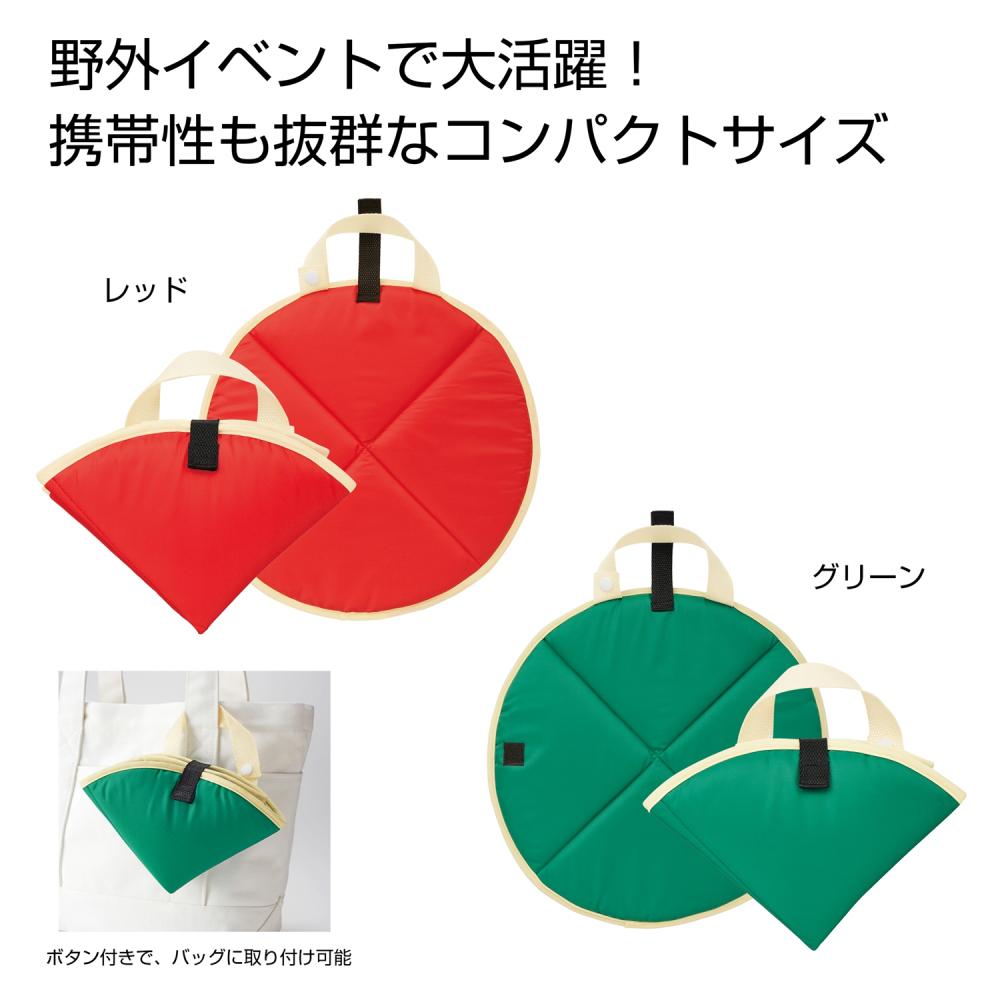 野外イベントで大活躍！
携帯性も抜群なコンパクトサイズ
レッド
グリーン
ボタン付きで、バッグに取り付け可能